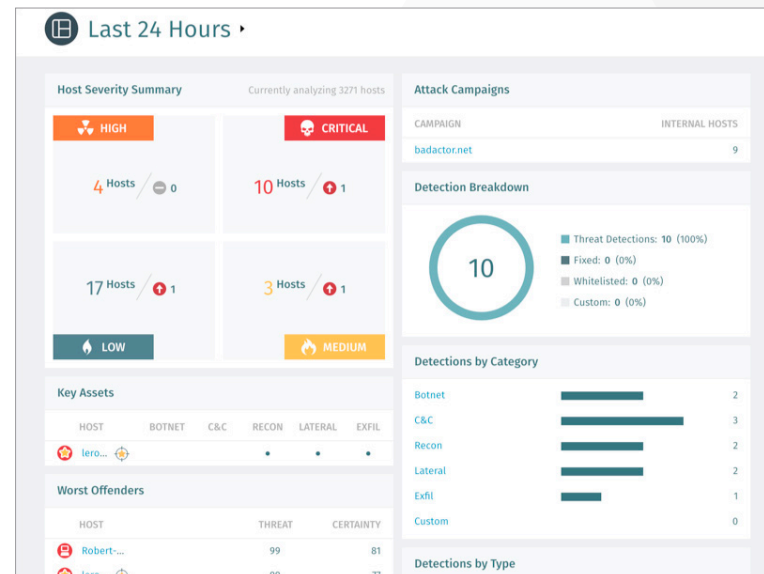 Last 24 Hours
Host Severity Summary
Currently analyzing 3271 hosts
HIGH
4 Hosts 0
CRITICAL
10 Hosts 1
17 Hosts 1
LOW
3 Hosts 1
MEDIUM
Key Assets
HOST BOTNET C&C RECON LATERAL EXFIL
lero...
Worst Offenders
HOST THREAT CERTAINTY
Robert-... 99 81
Attack Campaigns
CAMPAIGN INTERNAL HOSTS
badactor.net 9
Detection Breakdown
10
Threat Detections: 10 (100%)
Fixed: 0 (0%)
Whitelisted: 0 (0%)
Custom: 0 (0%)
Detections by Category
Botnet 2
C&C 3
Recon 2
Lateral 2
Exfil 1
Custom 0
Detections by Type